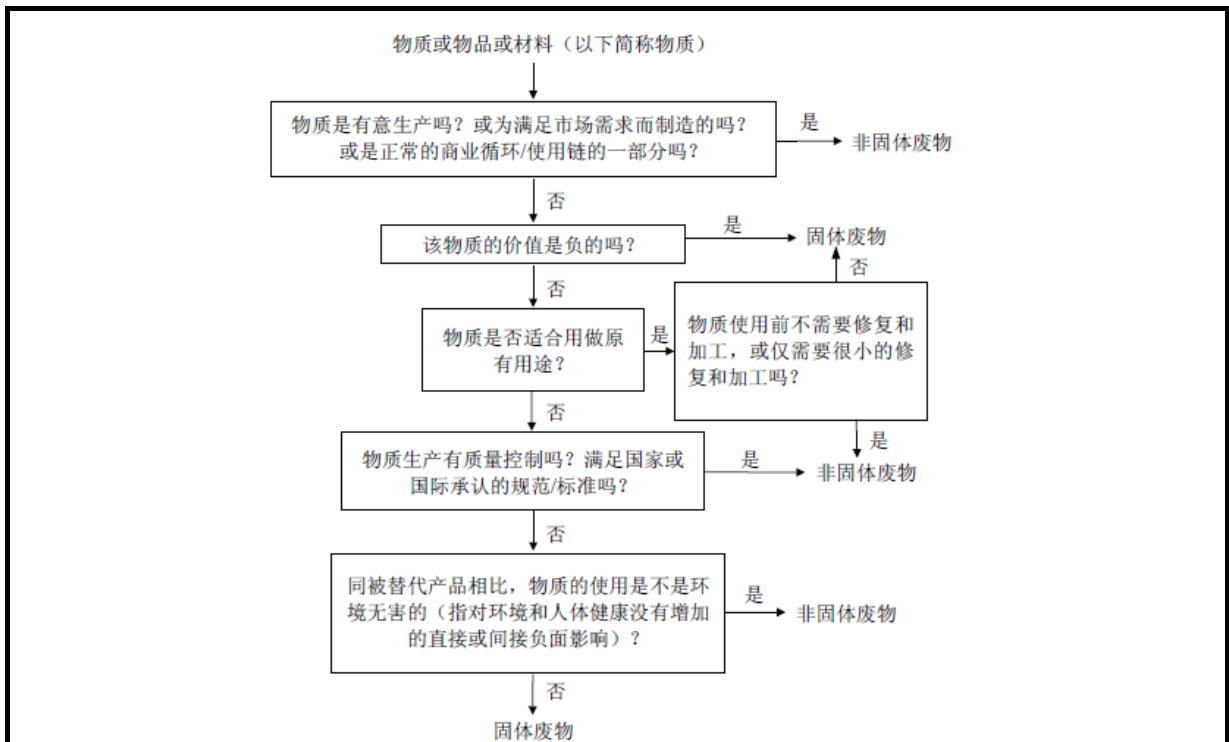 物质或物品或材料（以下简称物质）
物质是有意生产吗？或为满足市场需求而制造的吗？
或是正常的商业循环/使用链的一部分吗？
是
非固体废物
否
该物质的价值是负的吗？
是
固体废物
否
否
物质是否适合用做原
有用途？
是
物质使用前不需要修复和
加工，或仅需要很小的修
复和加工吗？
否
是
物质生产有质量控制吗？满足国家或
国际承认的规范/标准吗？
是
非固体废物
否
同被替代产品相比，物质的使用是不是环
境无害的（指对环境和人体健康没有增加
的直接或间接负面影响）？
是
非固体废物
否
固体废物